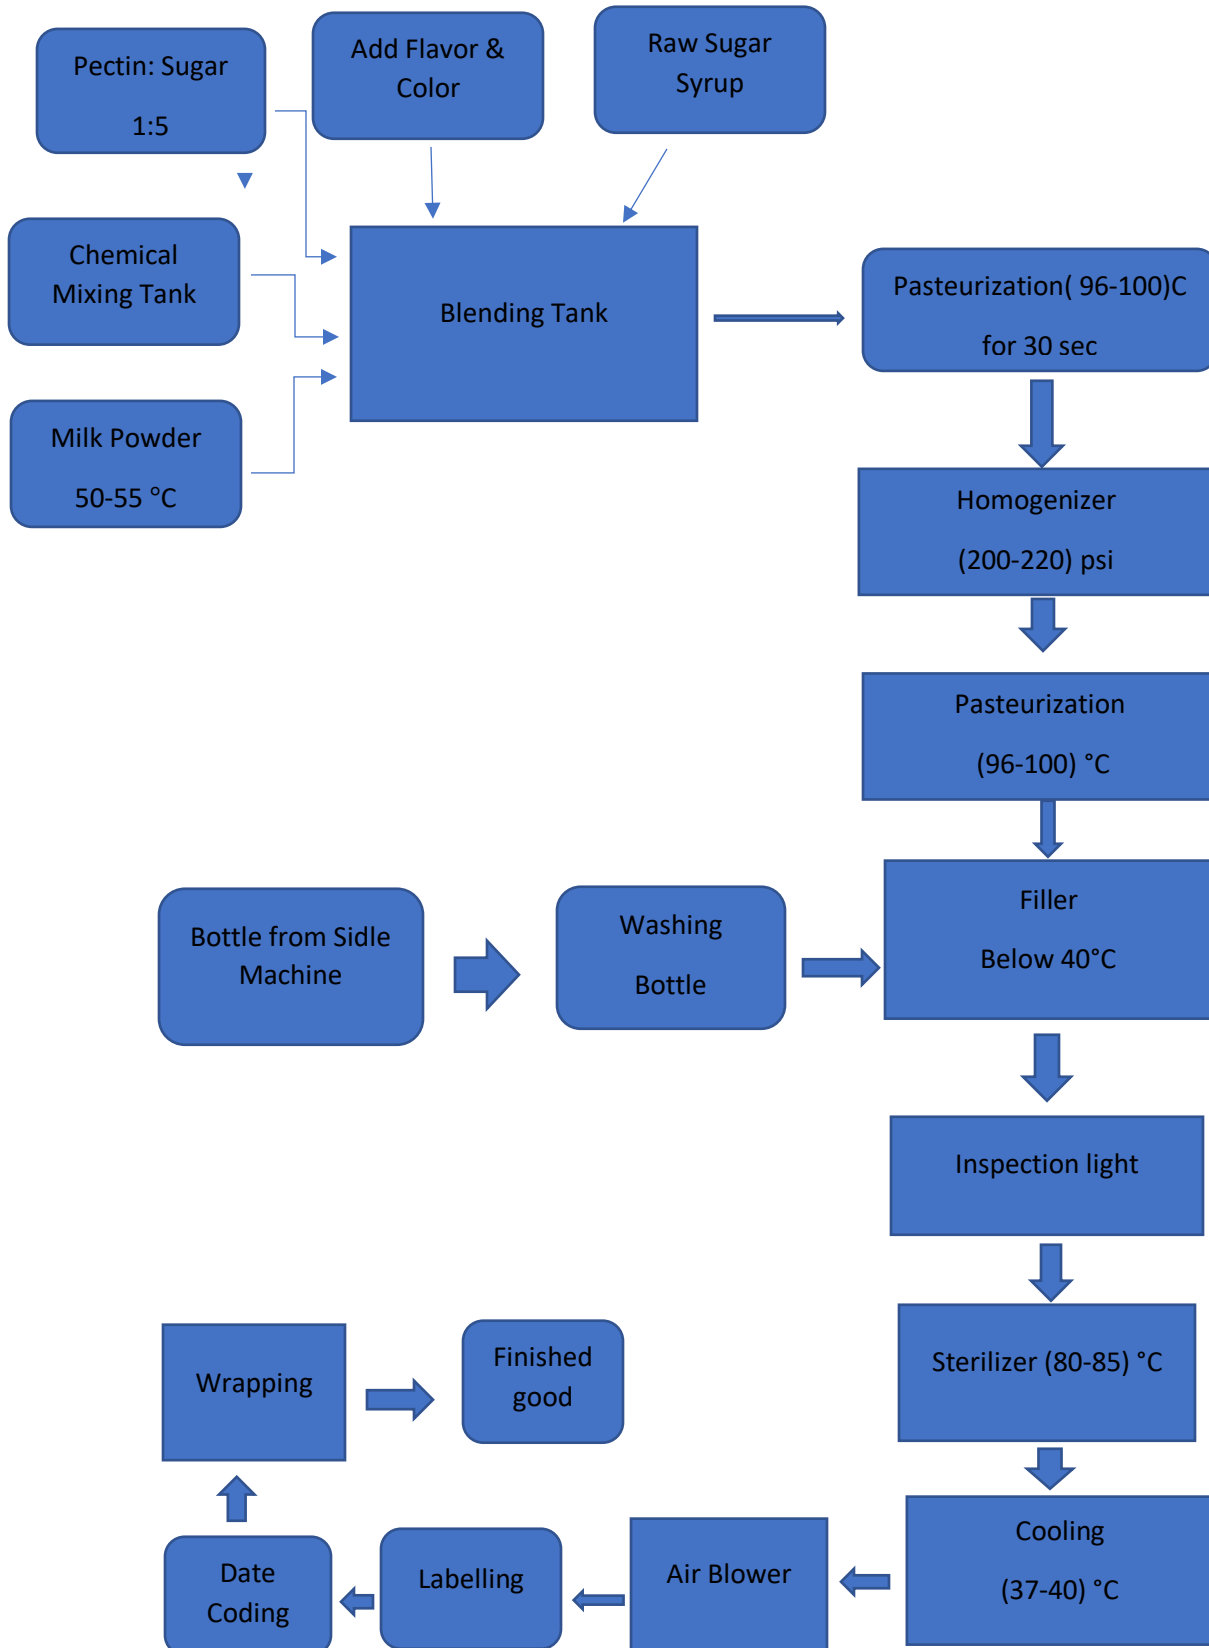 Pectin: Sugar
1:5
Add Flavor &
Color
Raw Sugar
Syrup
Chemical
Mixing Tank
Blending Tank
Pasteurization( 96-100)C
for 30 sec
Milk Powder
50-55 °C
Homogenizer
(200-220) psi
Pasteurization
(96-100) °C
Bottle from Sidle
Machine
Washing
Bottle
Filler
Below 40°C
Inspection light
Sterilizer (80-85) °C
Wrapping
Finished
good
Cooling
(37-40) °C
Air Blower
Labelling
Date
Coding